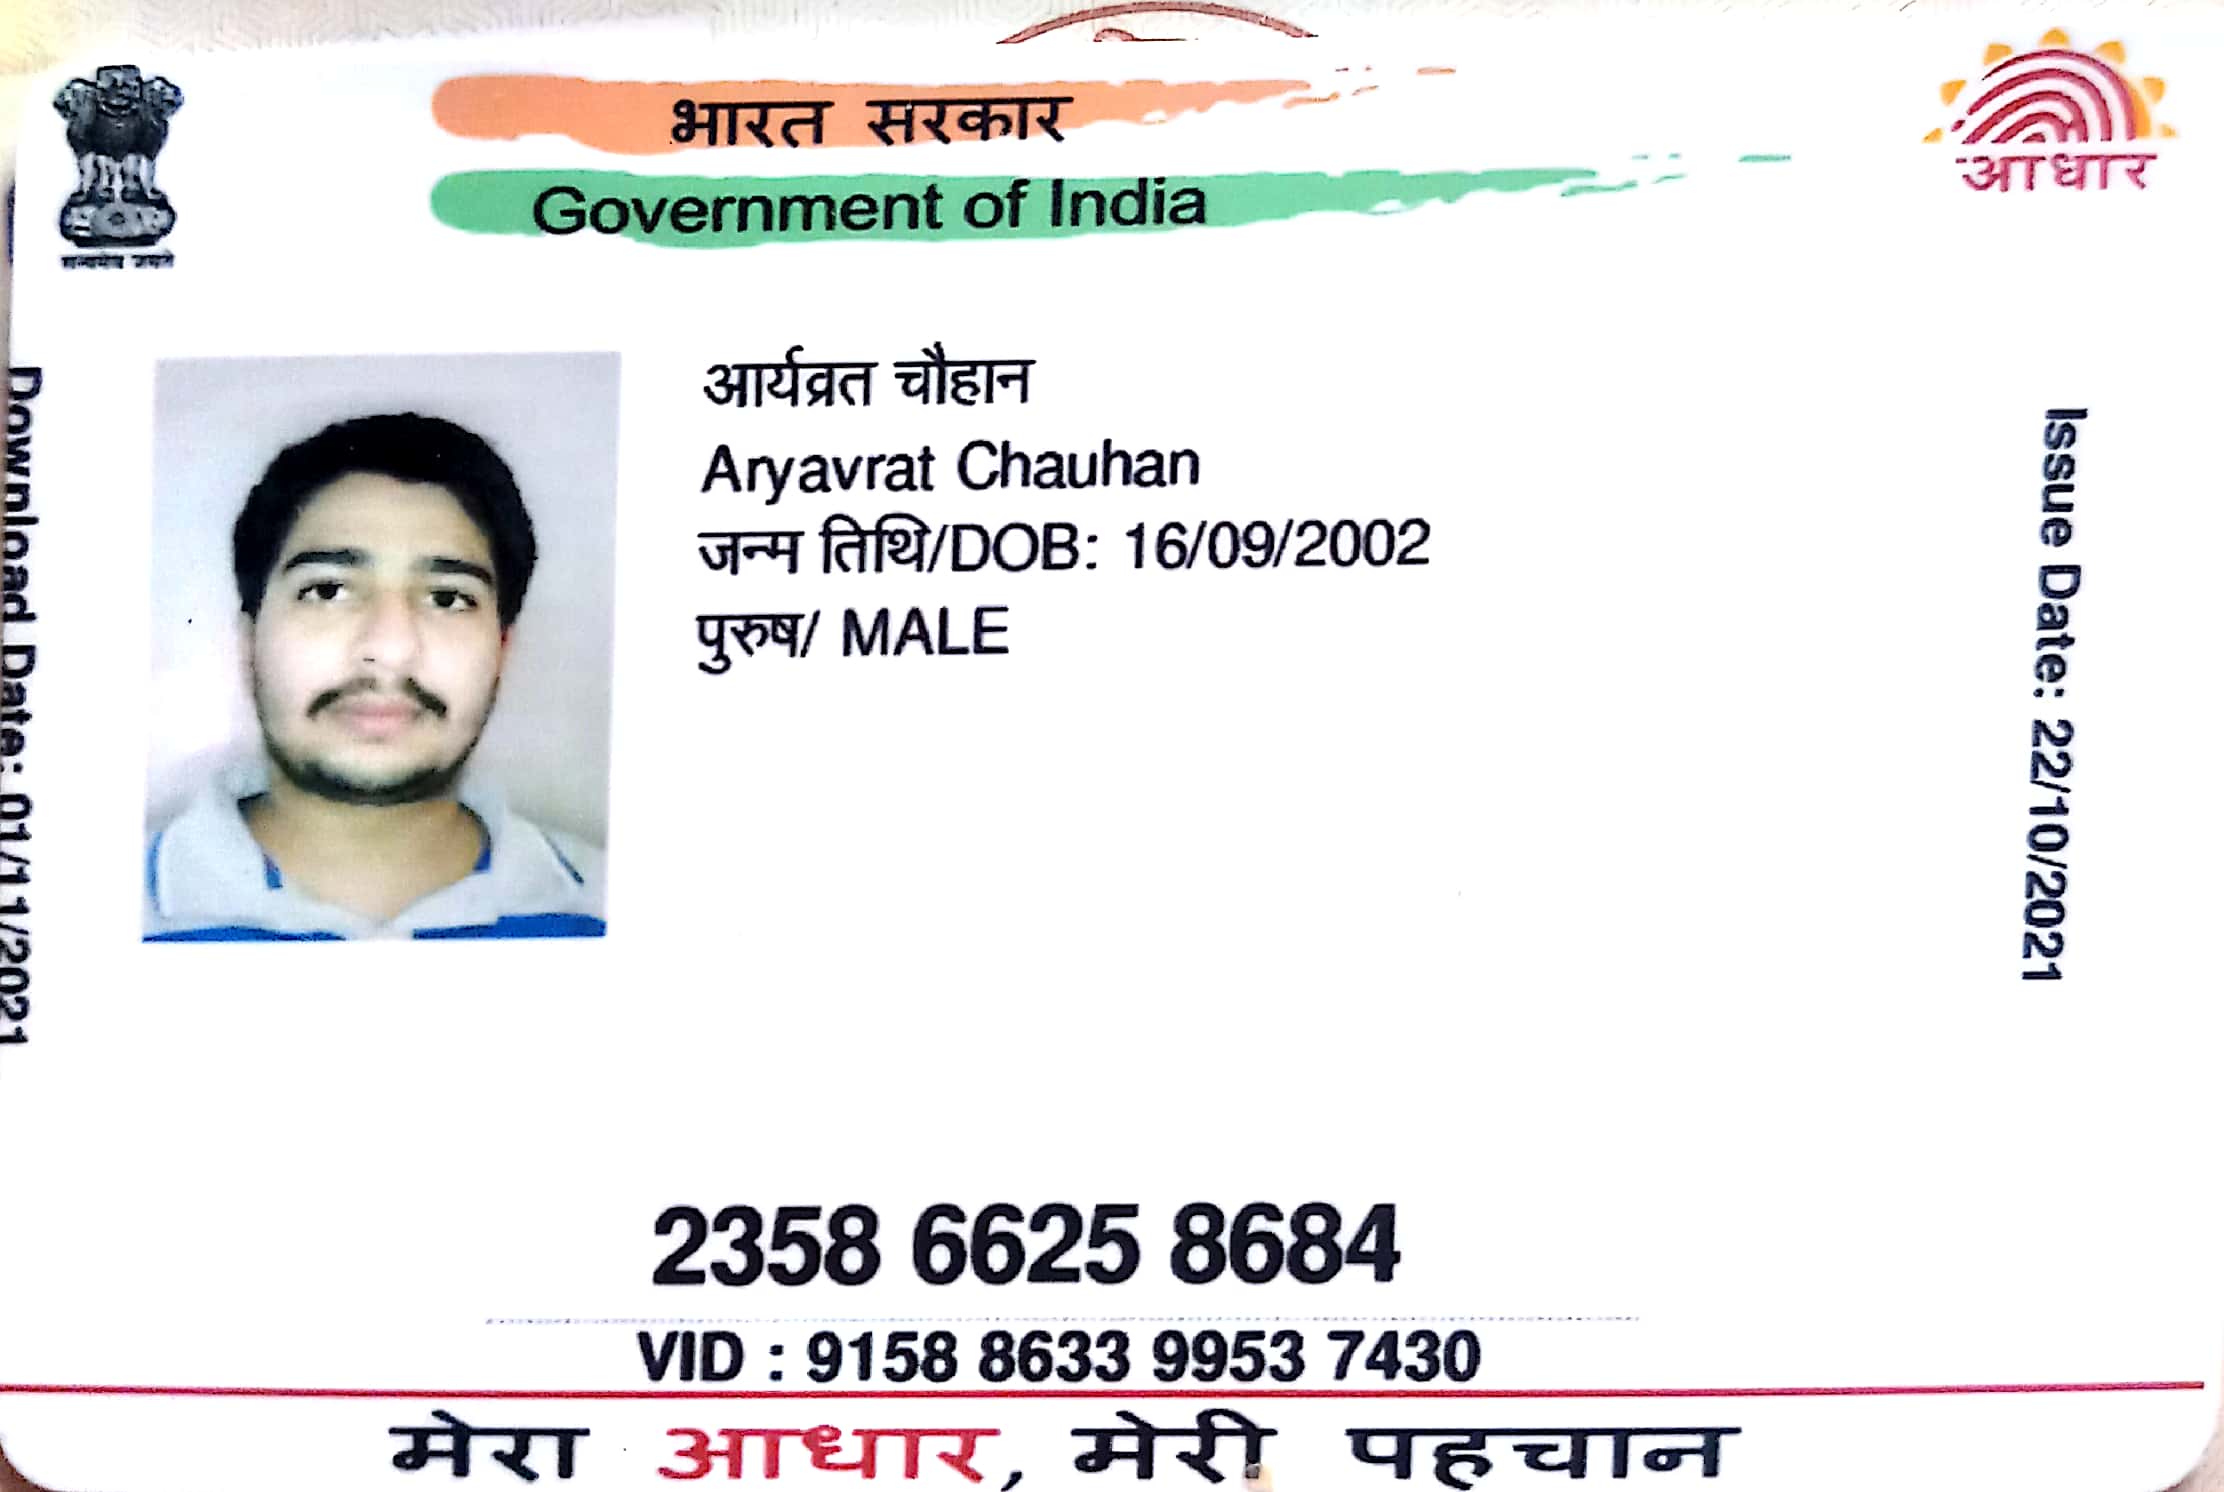 भारत सरकार
Government of India
आधार
सत्यमेव जयते
आर्यव्रत चौहान
Aryavrat Chauhan
जन्म तिथि/DOB: 16/09/2002
पुरुष/ MALE
Download Date: 01/11/2021
Issue Date: 22/10/2021
2358 6625 8684
VID : 9158 8633 9953 7430
मेरा आधार, मेरी पहचान